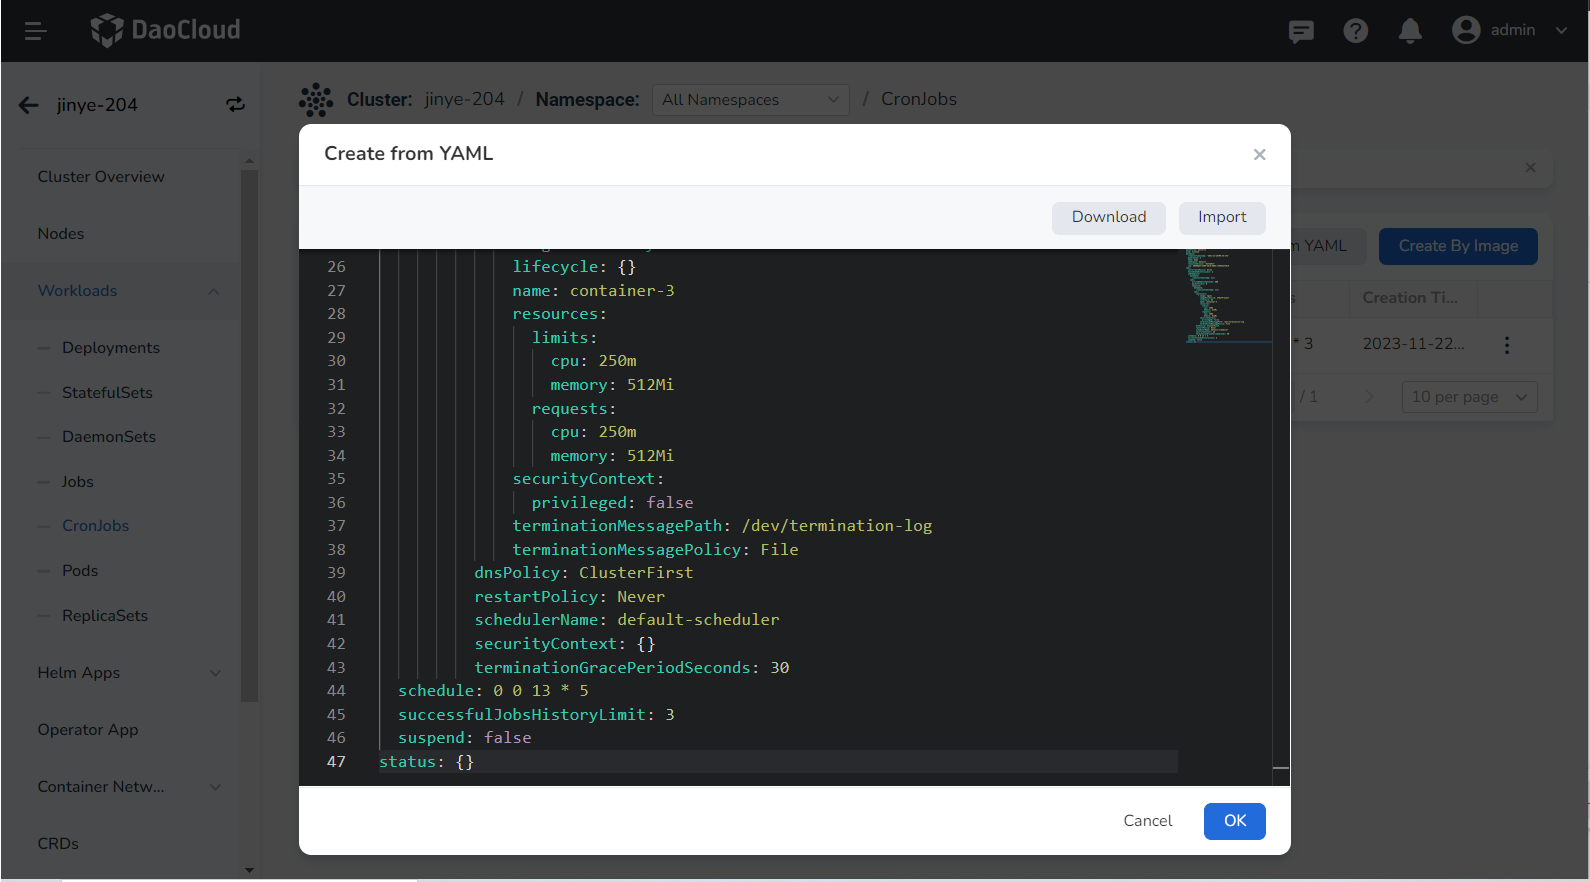 DaoCloud
admin
jinye-204
Cluster: jinye-204 / Namespace: All Namespaces / CronJobs
Cluster Overview
Nodes
Workloads
Deployments
StatefulSets
DaemonSets
Jobs
CronJobs
Pods
ReplicaSets
Helm Apps
Operator App
Container Netw...
CRDs
Create from YAML
Download
Import
26 lifecycle: {}
27 name: container-3
28 resources:
29 limits:
30 cpu: 250m
31 memory: 512Mi
32 requests:
33 cpu: 250m
34 memory: 512Mi
35 securityContext:
36 privileged: false
37 terminationMessagePath: /dev/termination-log
38 terminationMessagePolicy: File
39 dnsPolicy: ClusterFirst
40 restartPolicy: Never
41 schedulerName: default-scheduler
42 securityContext: {}
43 terminationGracePeriodSeconds: 30
44 schedule: 0 0 13 * 5
45 successfulJobsHistoryLimit: 3
46 suspend: false
47 status: {}
Cancel
OK
YAML
Create By Image
Creation Ti...
* 3
2023-11-22...
/ 1
10 per page